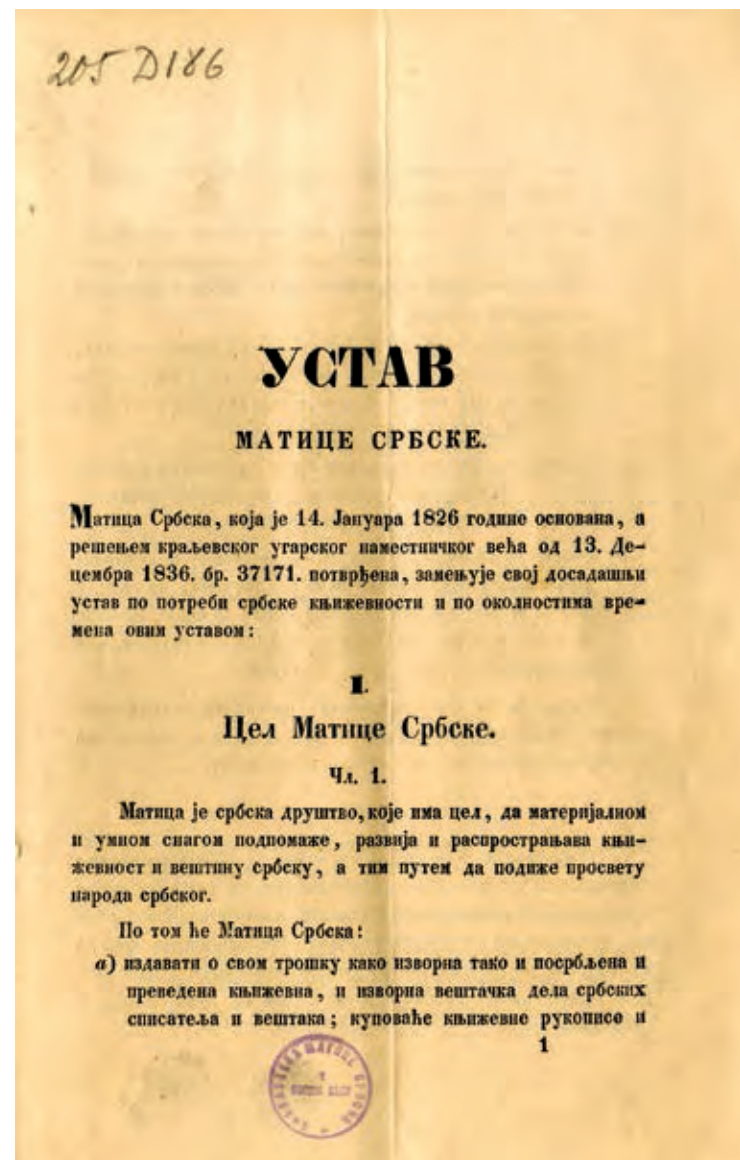 205 D186
УСТАВ
МАТИЦЕ СРБСКЕ.
Матица Србска, која је 14. Јануара 1826 године основана, а
решењем краљевског угарског наместничког већа од 13. Де-
цембра 1836. бр. 37171. потврђена, замењује свој досадашњи
устав по потреби србске књижевности и по околностима вре-
мена овим уставом:
I.
Цел Матице Србске.
Чл. 1.
Матица је србска друштво, које има цел, да материјалном
и умном снагом подпомаже, развија и распрострањава књи-
жевност и вештину србску, а тим путем да подиже просвету
народа србског.
По том ће Матица Србска:
а) издавати о свом трошку како изворна тако и посрбљена и
преведена књижевна, и изворна вештачка дела србских
списатеља и вештака; куповаће књижевне рукописе и
1